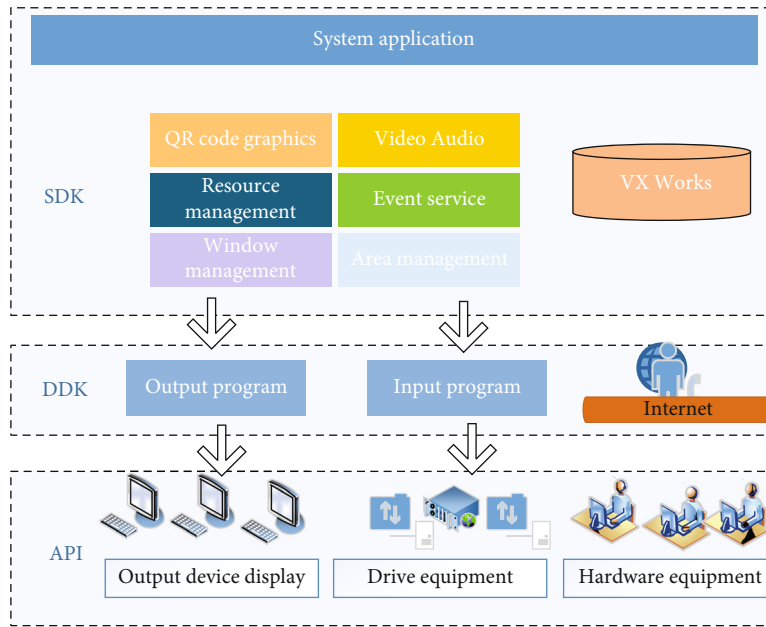 System application
QR code graphics
Video Audio
SDK
Resource
management
Event service
VX Works
Window
management
Area management
DDK
Output program
Input program
Internet
API
Output device display
Drive equipment
Hardware equipment